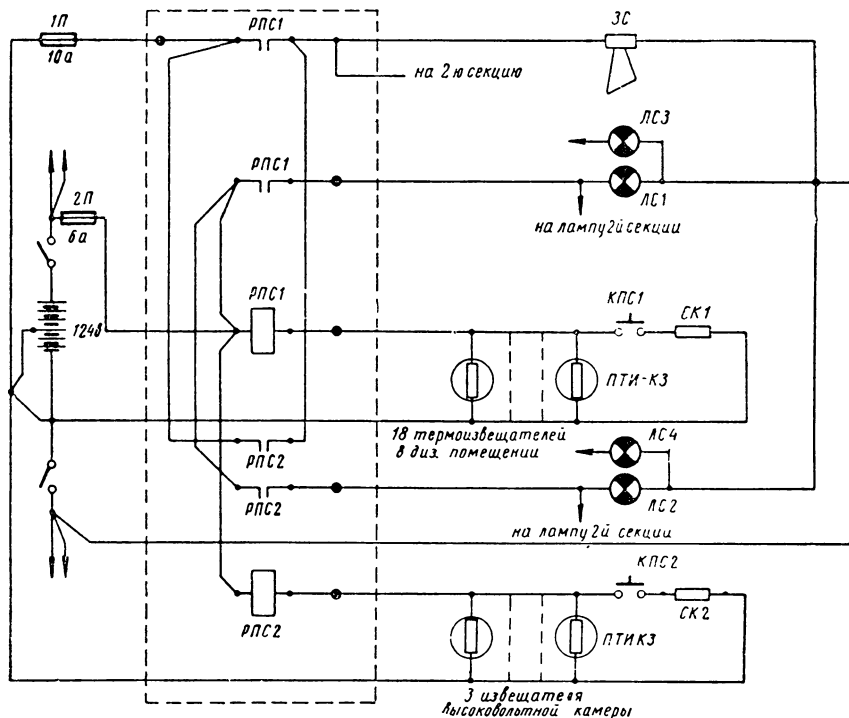 1П
10а
РПС1
ЗС
на 2ю секцию
ЛС3
РПС1
ЛС1
на лампу 2й секции
2П
6а
РПС1
124в
КПС1
СК1
ПТИ-КЗ
18 термоизвещателей
в диз. помещении
РПС2
ЛС4
РПС2
ЛС2
на лампу 2й секции
КПС2
РПС2
СК2
ПТИКЗ
3 извещателя
высоковольтной камеры